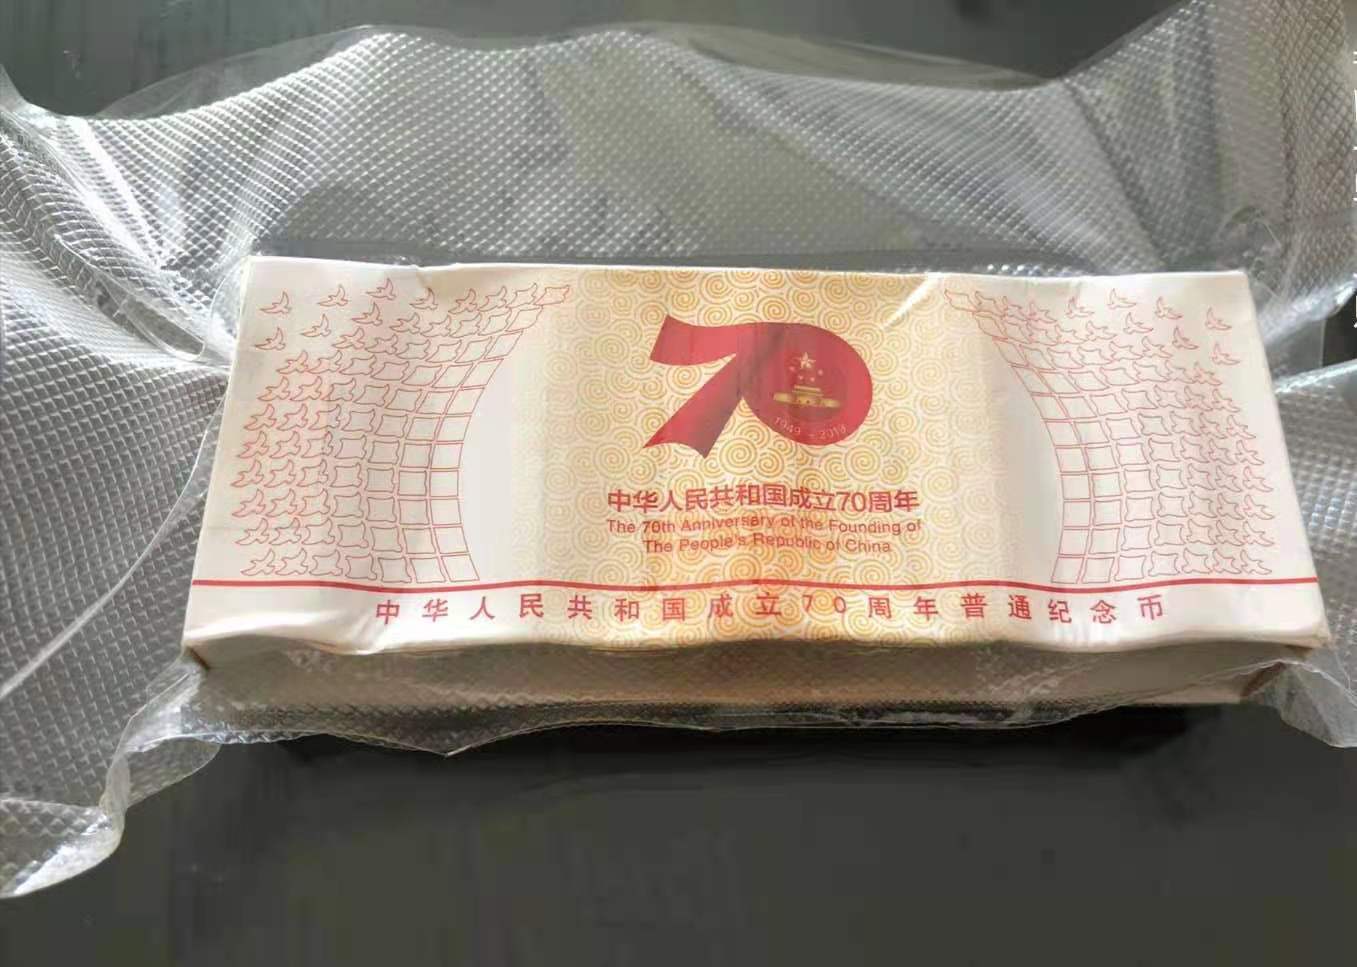 70
1949-2019
中华人民共和国成立70周年
The 70th Anniversary of the Founding of
The People's Republic of China
中华人民共和国成立70周年普通纪念币